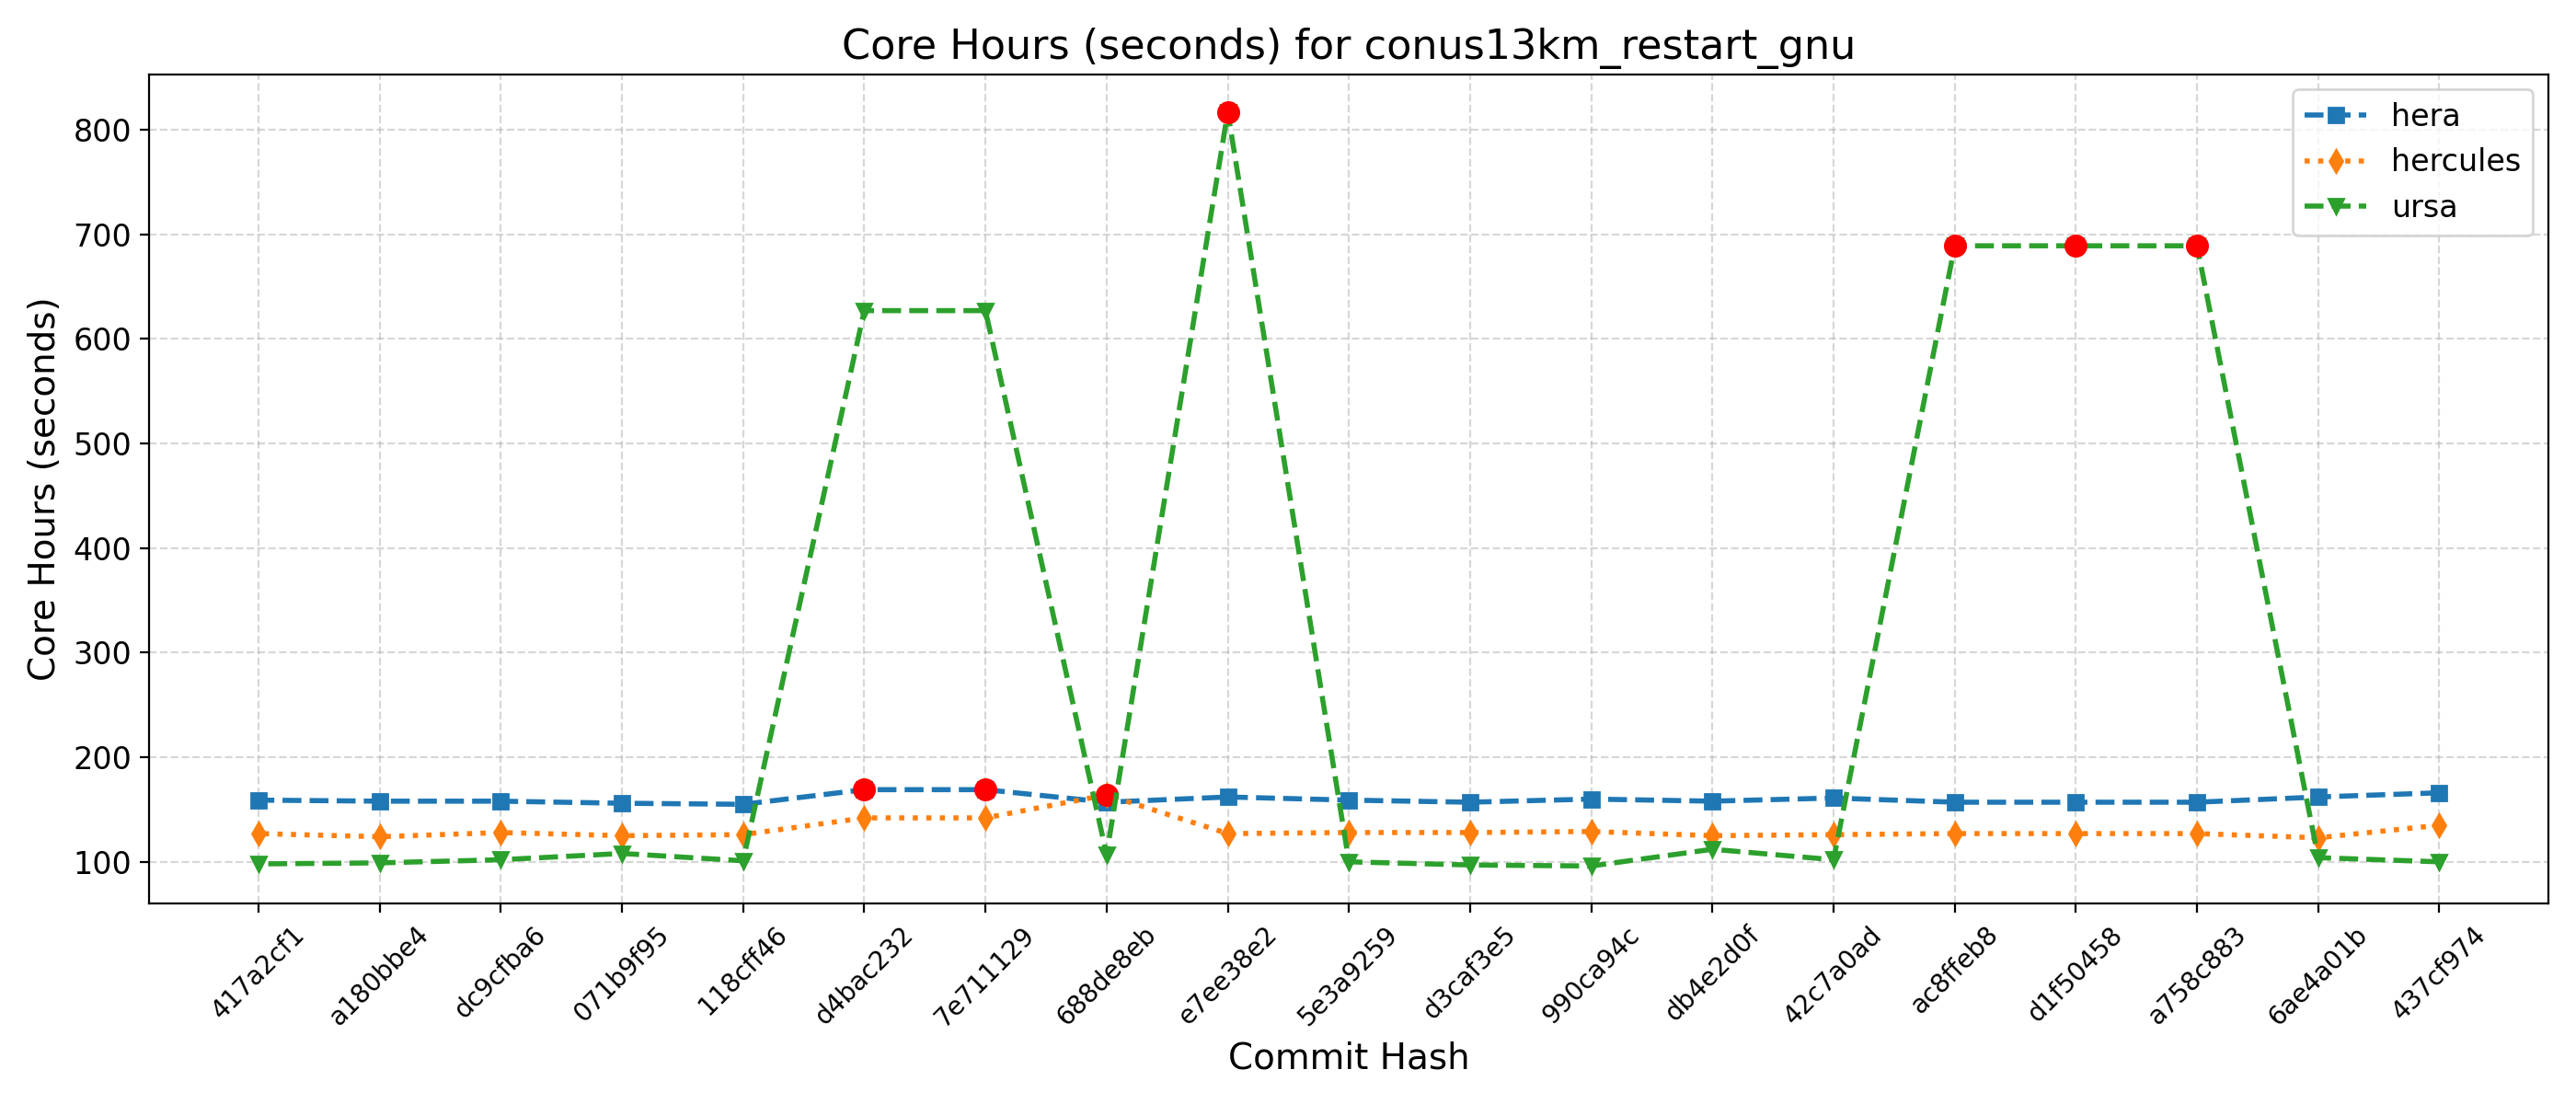 Core Hours (seconds) for conus13km_restart_gnu
hera
hercules
ursa
Core Hours (seconds)
800
700
600
500
400
300
200
100
417a2cf1
a180bbe4
dc9cfba6
071b9f95
118cff46
d4bac232
7e711129
688de8eb
e7ee38e2
5e3a9259
d3caf3e5
990ca94c
db4e2d0f
42c7a0ad
ac8ffeb8
d1f50458
a758c883
6ae4a01b
437cf974
Commit Hash